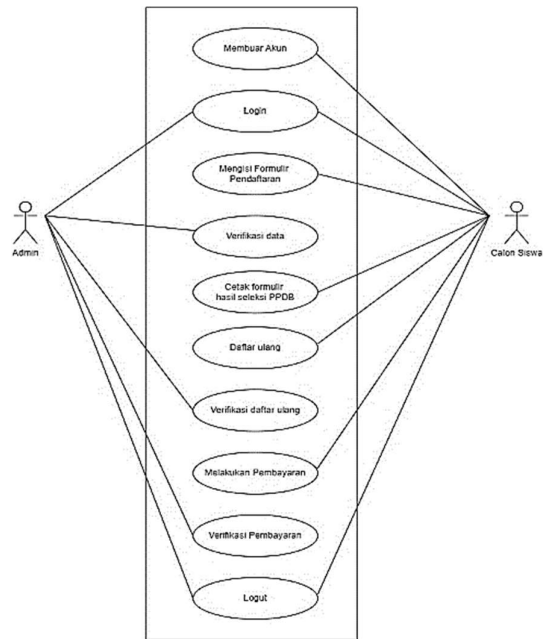 Membuar Akun
Login
Mengisi Formulir
Pendaftaran
Verifikasi data
Admin
Calon Siswa
Cetak formulir
hasil seleksi PPDB
Daftar ulang
Verifikasi daftar ulang
Melakukan Pembayaran
Verifikasi Pembayaran
Logut